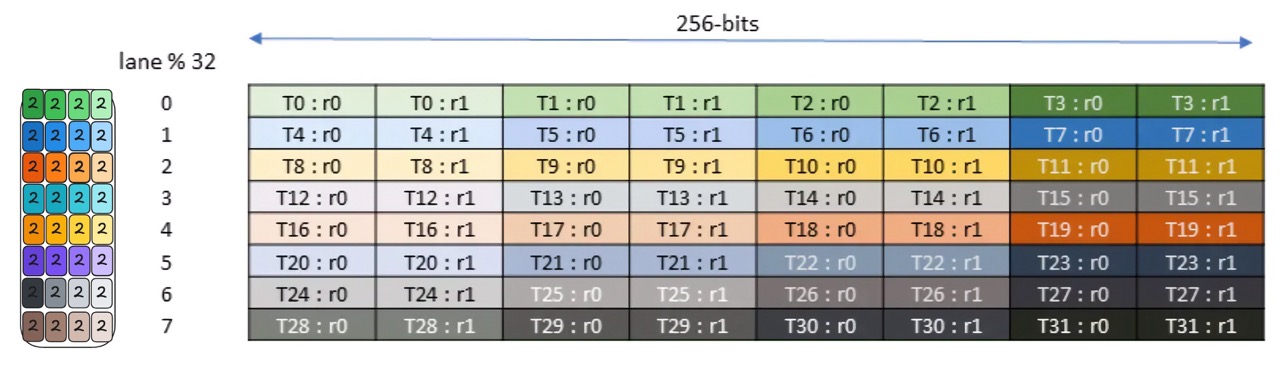 256-bits
lane % 32
2 2 2 2 0 T0 : r0 T0 : r1 T1 : r0 T1 : r1 T2 : r0 T2 : r1 T3 : r0 T3 : r1
2 2 2 2 1 T4 : r0 T4 : r1 T5 : r0 T5 : r1 T6 : r0 T6 : r1 T7 : r0 T7 : r1
2 2 2 2 2 T8 : r0 T8 : r1 T9 : r0 T9 : r1 T10 : r0 T10 : r1 T11 : r0 T11 : r1
2 2 2 2 3 T12 : r0 T12 : r1 T13 : r0 T13 : r1 T14 : r0 T14 : r1 T15 : r0 T15 : r1
2 2 2 2 4 T16 : r0 T16 : r1 T17 : r0 T17 : r1 T18 : r0 T18 : r1 T19 : r0 T19 : r1
2 2 2 2 5 T20 : r0 T20 : r1 T21 : r0 T21 : r1 T22 : r0 T22 : r1 T23 : r0 T23 : r1
2 2 2 2 6 T24 : r0 T24 : r1 T25 : r0 T25 : r1 T26 : r0 T26 : r1 T27 : r0 T27 : r1
2 2 2 2 7 T28 : r0 T28 : r1 T29 : r0 T29 : r1 T30 : r0 T30 : r1 T31 : r0 T31 : r1